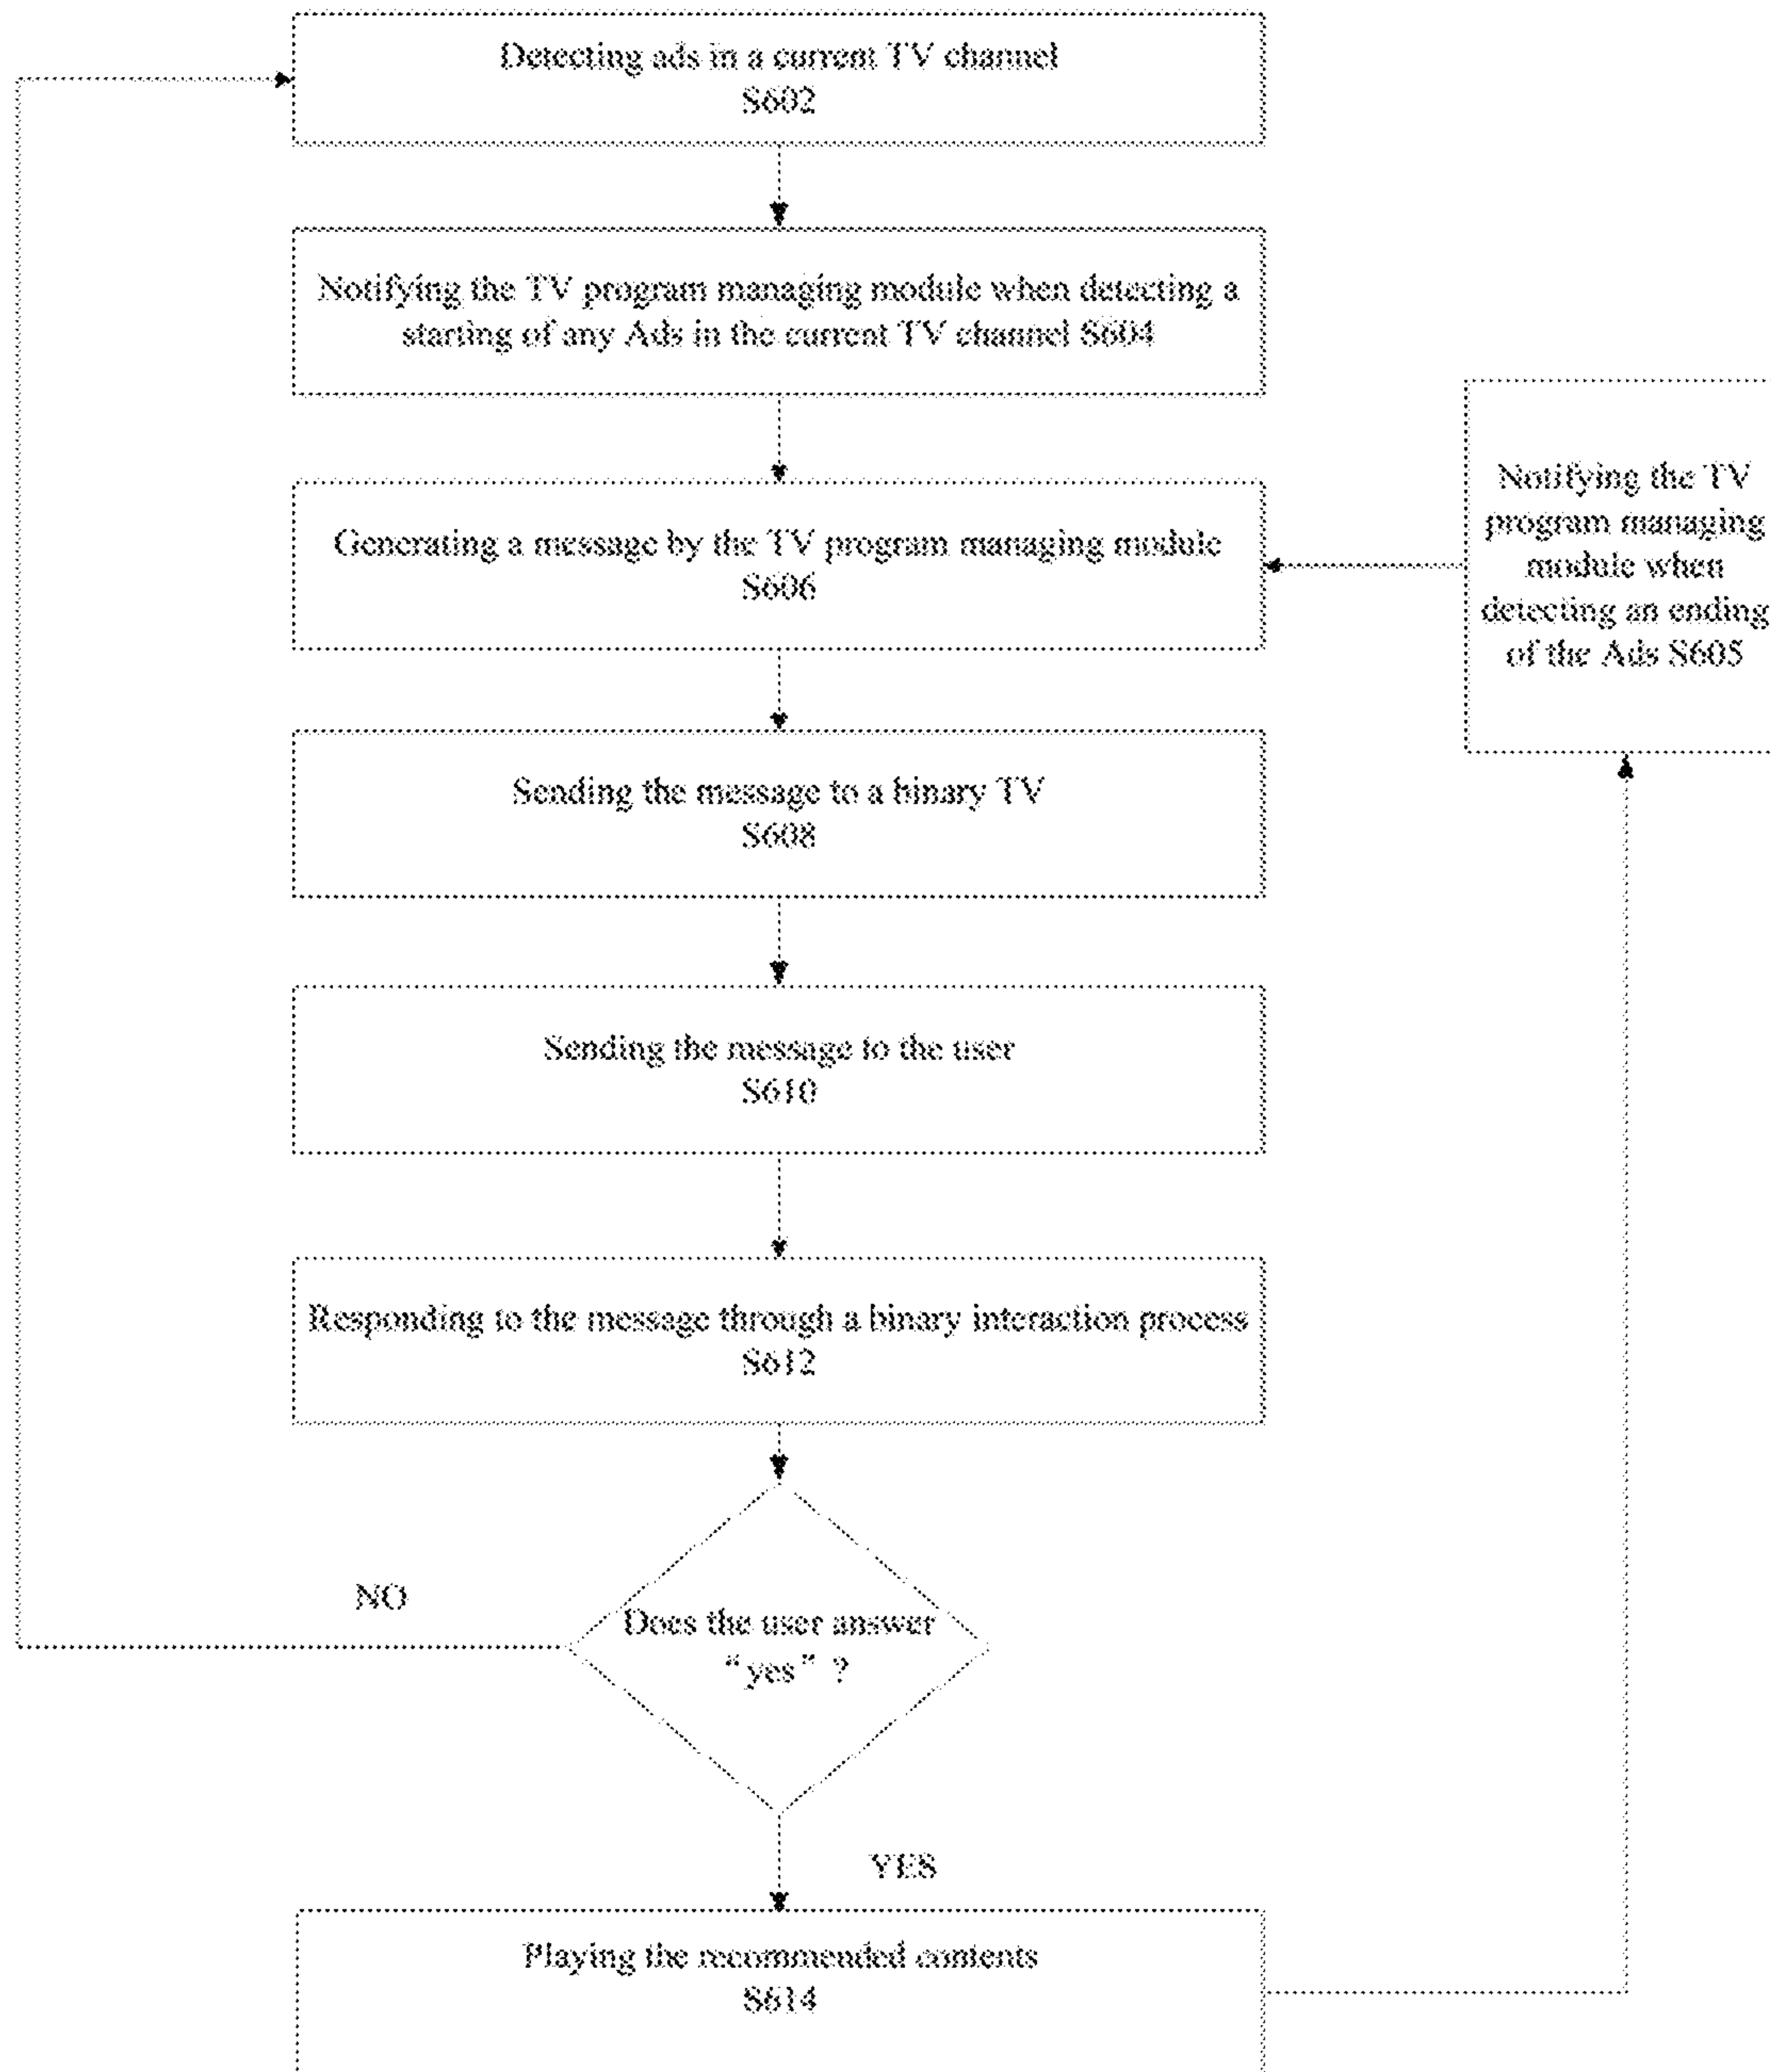 Detecting ads in a current TV channel
S602
Notifying the TV program managing module when detecting a
starting of any Ads in the current TV channel S604
Notifying the TV
program managing
module when
detecting an ending
of the Ads S605
Generating a message by the TV program managing module
S606
Sending the message to a binary TV
S608
Sending the message to the user
S610
Responding to the message through a binary interaction process
S612
NO
Does the user answer
“yes” ?
YES
Playing the recommended contents
S614